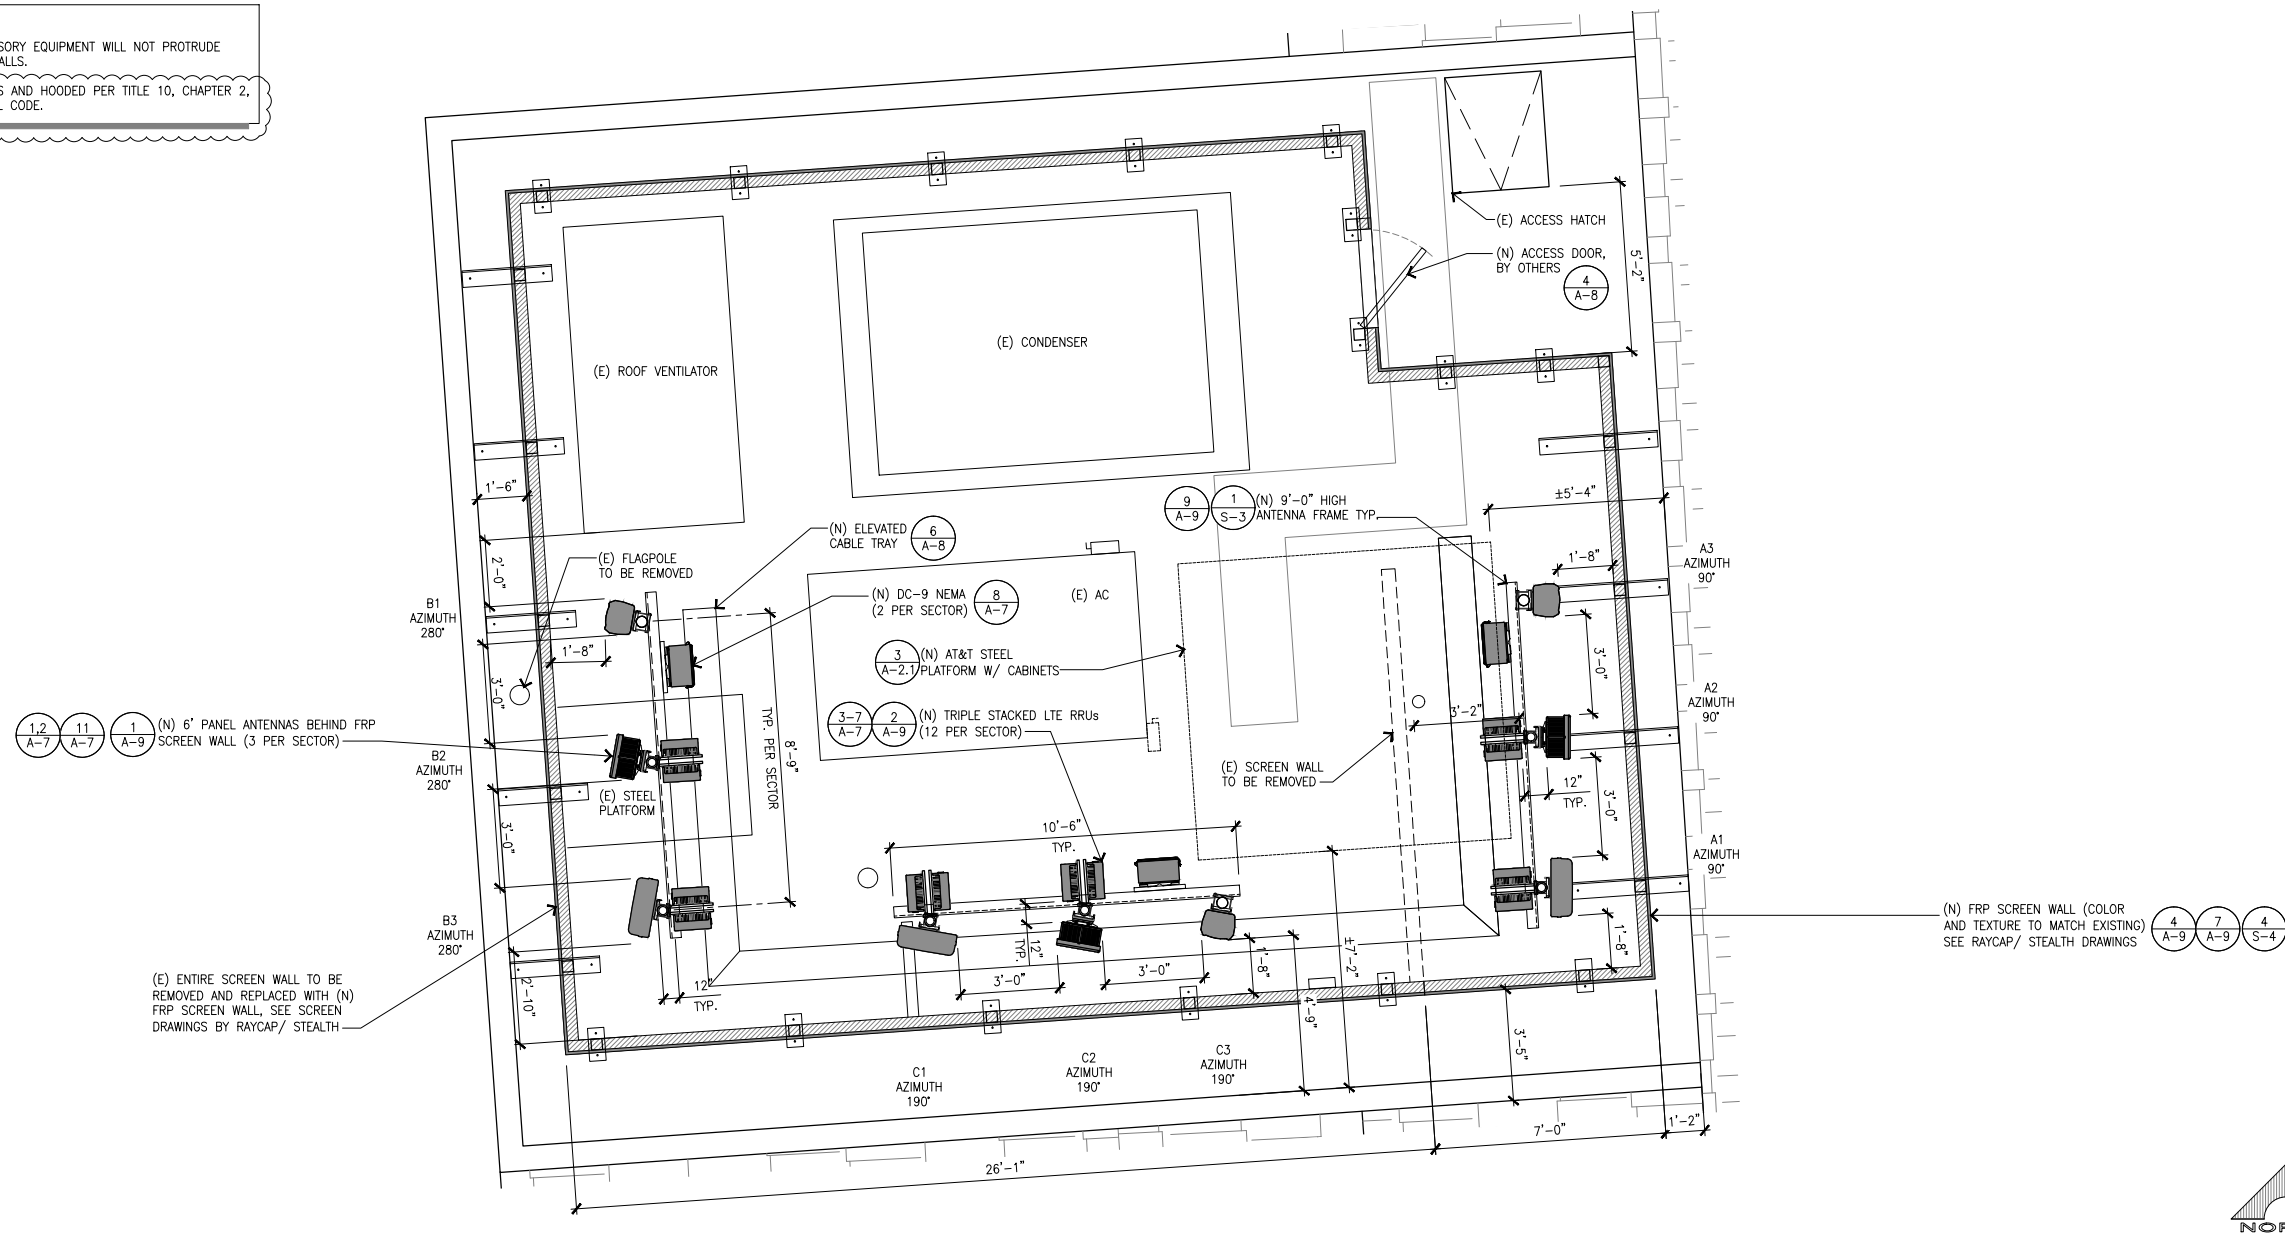 SORY EQUIPMENT WILL NOT PROTRUDE
ALLS.
S AND HOODED PER TITLE 10, CHAPTER 2,
L CODE.
(E) ACCESS HATCH
(N) ACCESS DOOR,
BY OTHERS
4
A-8
5'-2"
(E) CONDENSER
(E) ROOF VENTILATOR
1'-6"
±5'-4"
9
A-9
1
S-3
(N) 9'-0" HIGH
ANTENNA FRAME TYP.
(N) ELEVATED
CABLE TRAY
6
A-8
2'-0"
(E) FLAGPOLE
TO BE REMOVED
1'-8"
A3
AZIMUTH
90°
(N) DC-9 NEMA
(2 PER SECTOR)
8
A-7
(E) AC
B1
AZIMUTH
280°
1'-8"
3
A-2.1
(N) AT&T STEEL
PLATFORM W/ CABINETS
3'-0"
3'-0"
A2
AZIMUTH
90°
1,2
A-7
11
A-7
1
A-9
(N) 6' PANEL ANTENNAS BEHIND FRP
SCREEN WALL (3 PER SECTOR)
TYP. PER SECTOR
8'-9"
3-7
A-7
2
A-9
(N) TRIPLE STACKED LTE RRUs
(12 PER SECTOR)
3'-2"
B2
AZIMUTH
280°
(E) SCREEN WALL
TO BE REMOVED
12"
TYP.
(E) STEEL
PLATFORM
3'-0"
3'-0"
10'-6"
TYP.
A1
AZIMUTH
90°
B3
AZIMUTH
280°
12"
TYP.
1'-8"
±7'-2"
1'-8"
(N) FRP SCREEN WALL (COLOR
AND TEXTURE TO MATCH EXISTING)
SEE RAYCAP/ STEALTH DRAWINGS
4
A-9
7
A-9
4
S-4
(E) ENTIRE SCREEN WALL TO BE
REMOVED AND REPLACED WITH (N)
FRP SCREEN WALL, SEE SCREEN
DRAWINGS BY RAYCAP/ STEALTH
2'-10"
12"
TYP.
3'-0"
3'-0"
4'-9"
3'-5"
C1
AZIMUTH
190°
C2
AZIMUTH
190°
C3
AZIMUTH
190°
26'-1"
7'-0"
1'-2"
NOR